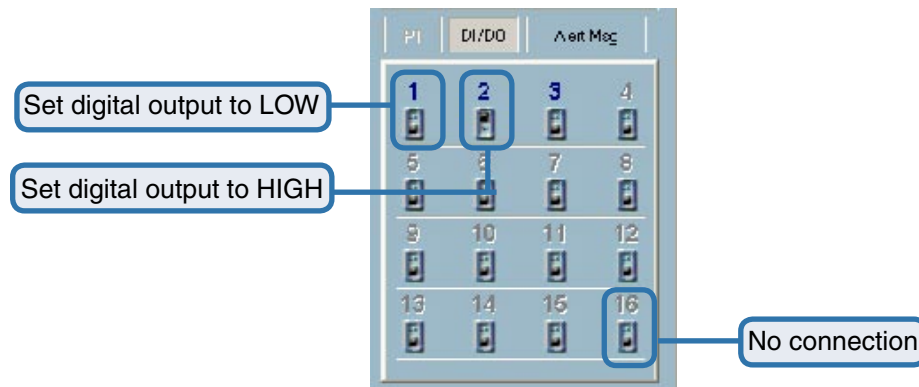 PT DI/DO Alert Msg
Set digital output to LOW
1 2 3 4
Set digital output to HIGH
5 6 7 8
9 10 11 12
13 14 15 16
No connection